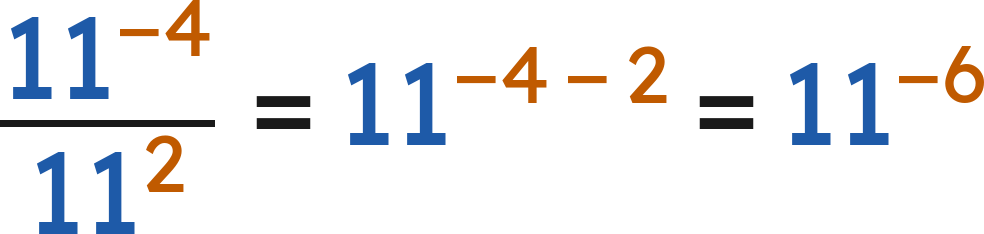 11^{-4} / 11^{2} = 11^{-4 - 2} = 11^{-6}